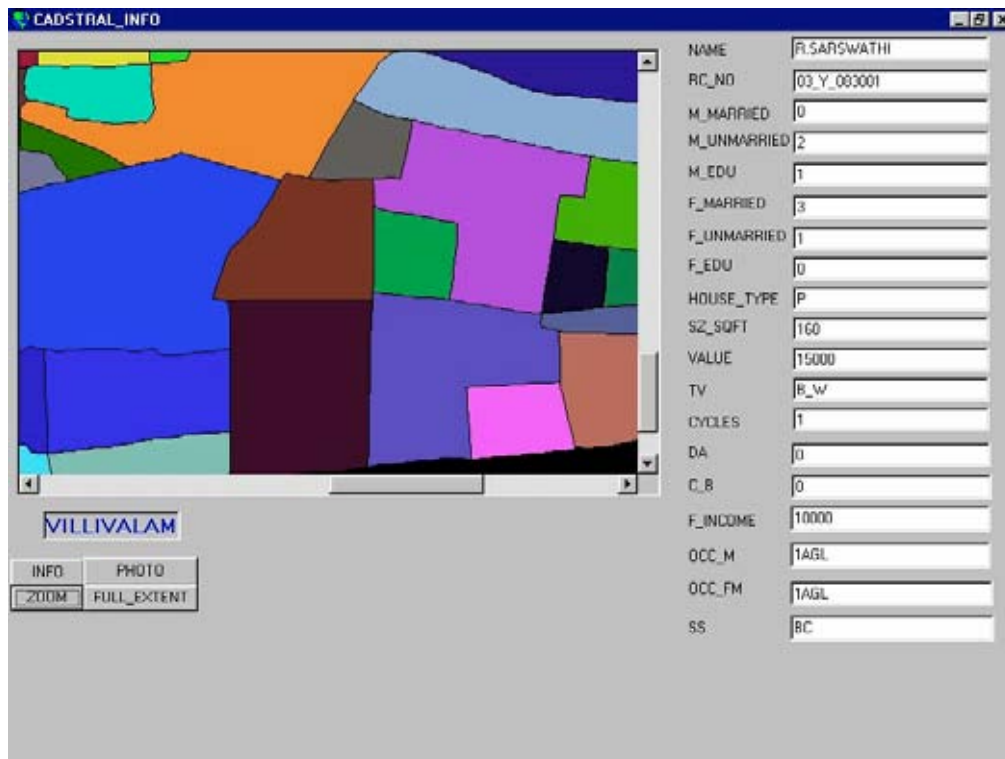 CADSTRAL_INFO
NAME R.SARSWATHI
RC_NO 03_Y_083001
M_MARRIED 0
M_UNMARRIED 2
M_EDU 1
F_MARRIED 3
F_UNMARRIED 1
F_EDU 0
HOUSE_TYPE P
SZ_SQFT 160
VALUE 15000
TV B_W
CYCLES 1
DA 0
C_B 0
F_INCOME 10000
OCC_M 1AGL
OCC_FM 1AGL
SS BC
VILLIVALAM
INFO PHOTO
ZOOM FULL_EXTENT